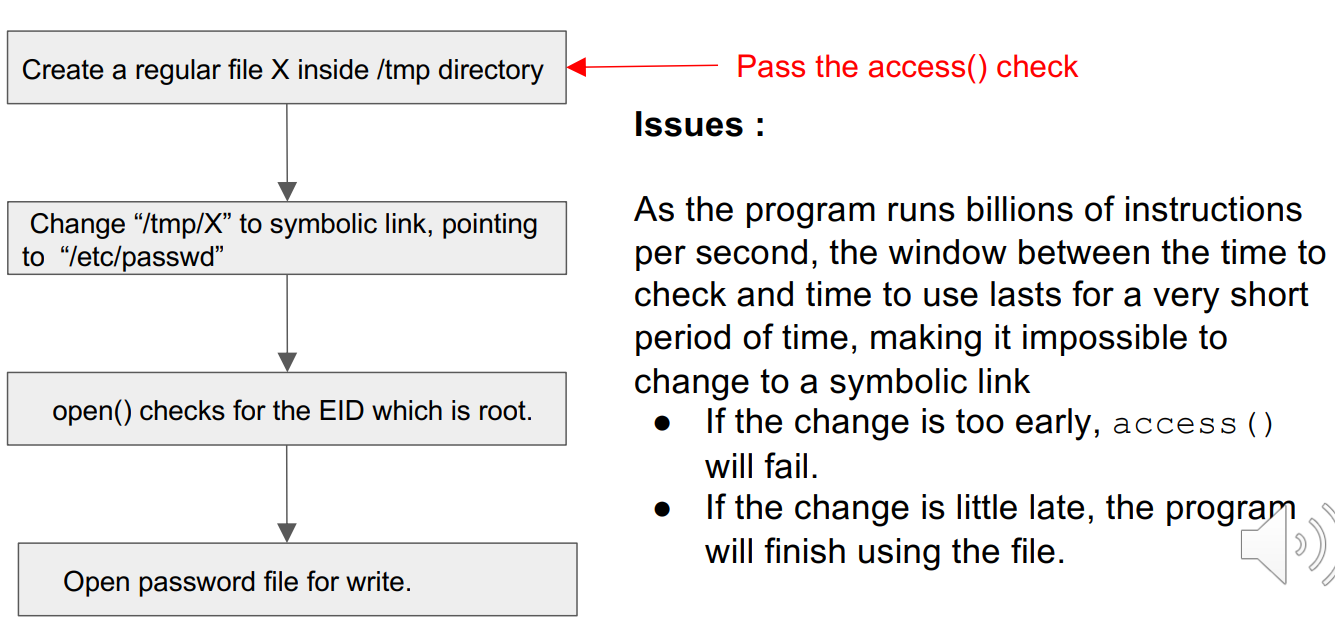 Create a regular file X inside /tmp directory
Pass the access() check
Change “/tmp/X” to symbolic link, pointing
to “/etc/passwd”
open() checks for the EID which is root.
Open password file for write.
Issues :
As the program runs billions of instructions
per second, the window between the time to
check and time to use lasts for a very short
period of time, making it impossible to
change to a symbolic link
● If the change is too early, access()
will fail.
● If the change is little late, the program
will finish using the file.